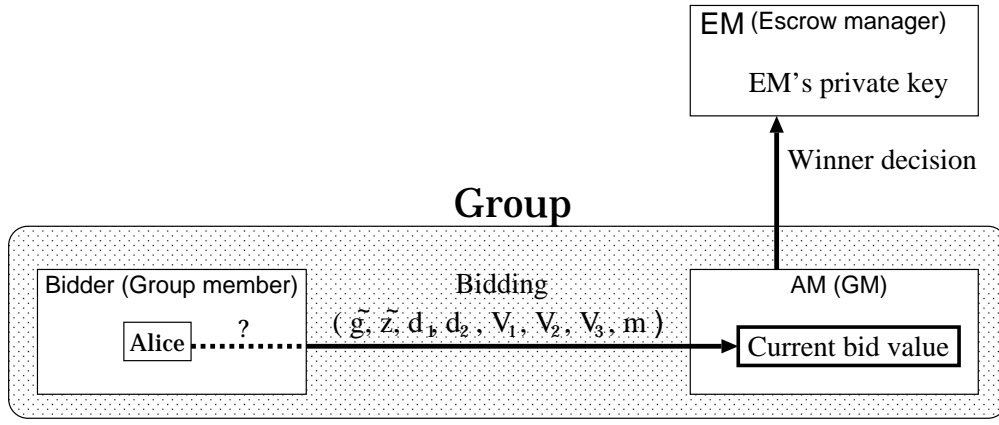 EM (Escrow manager)
EM's private key
Winner decision
Group
Bidder (Group member)
Alice
?
Bidding
( g̃, z̃, d₁, d₂ , V₁, V₂, V₃, m )
AM (GM)
Current bid value